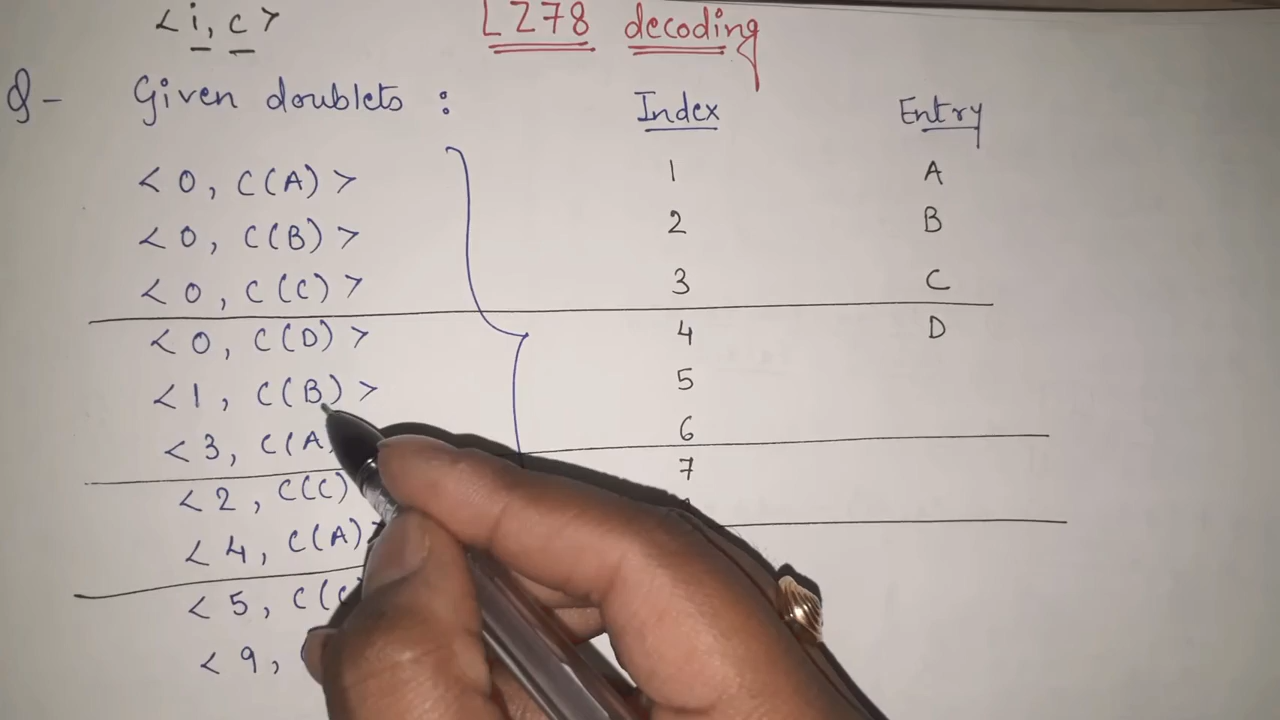 <i, c> LZ78 decoding
Q- Given doublets : Index Entry
<0, C(A)> 1 A
<0, C(B)> 2 B
<0, C(C)> 3 C
<0, C(D)> 4 D
<1, C(B)> 5
<3, C(A) 6
<2, C(C) 7
<4, C(A)>
<5, C(C
<9,